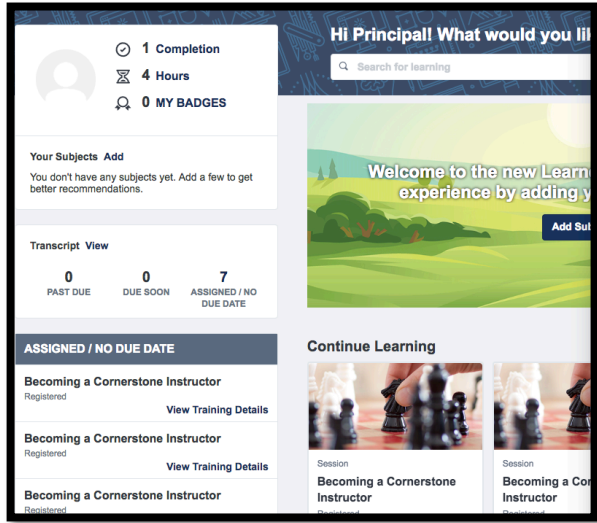 1 Completion
4 Hours
0 MY BADGES
Your Subjects Add
You don't have any subjects yet. Add a few to get
better recommendations.
Transcript View
0
PAST DUE
0
DUE SOON
7
ASSIGNED / NO
DUE DATE
ASSIGNED / NO DUE DATE
Becoming a Cornerstone Instructor
Registered
View Training Details
Becoming a Cornerstone Instructor
Registered
View Training Details
Becoming a Cornerstone Instructor
Registered
Hi Principal! What would you li
Search for learning
Welcome to the new Learn
experience by adding y
Add Sub
Continue Learning
Session
Becoming a Cornerstone
Instructor
Registered
Session
Becoming a Cor
Instructor
Registered